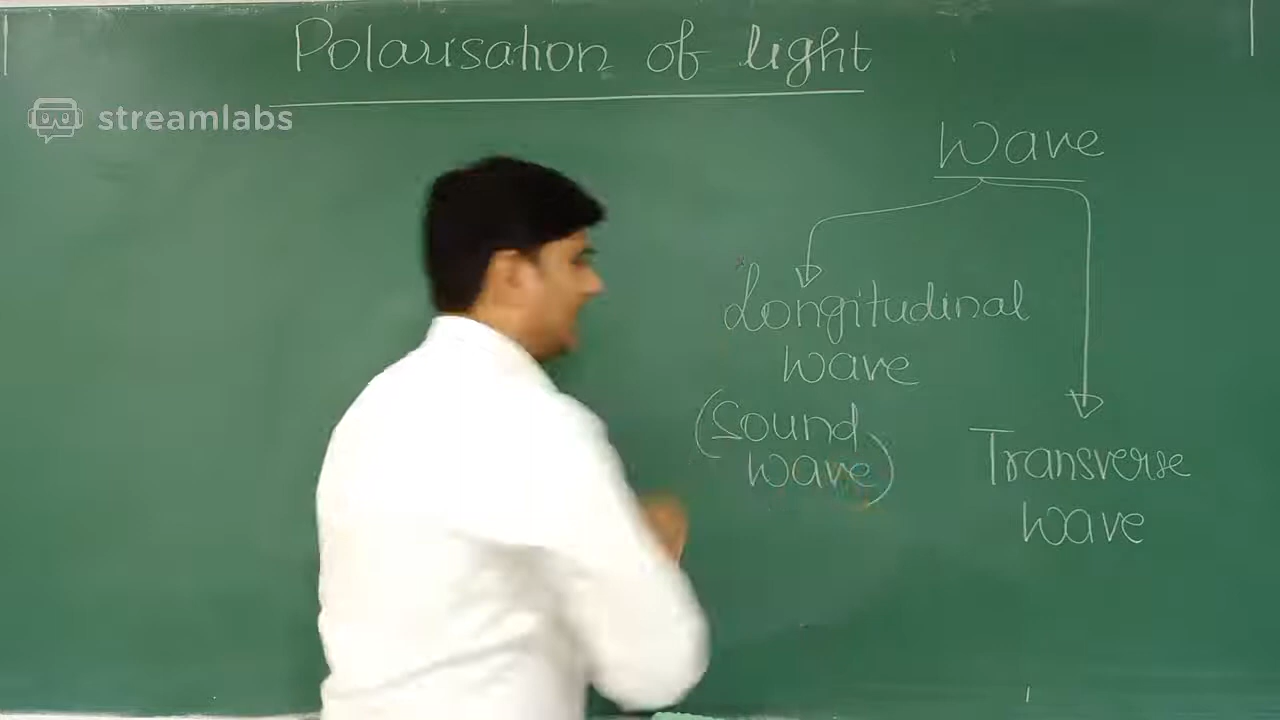 Polarisation of light
streamlabs
Wave
Longitudinal
wave
(Sound
wave)
Transverse
wave